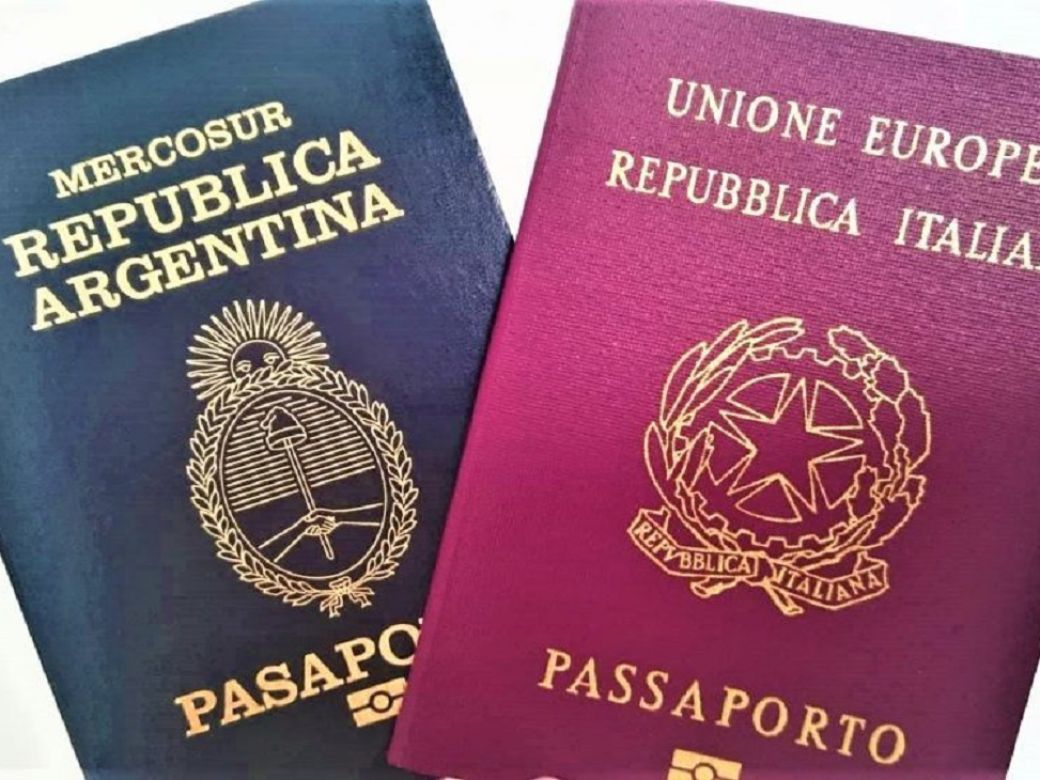 MERCOSUR
REPUBLICA
ARGENTINA
PASAPO
UNIONE EUROPE
REPUBBLICA ITALIA
REPVBBLICA ITALIANA
PASSAPORTO